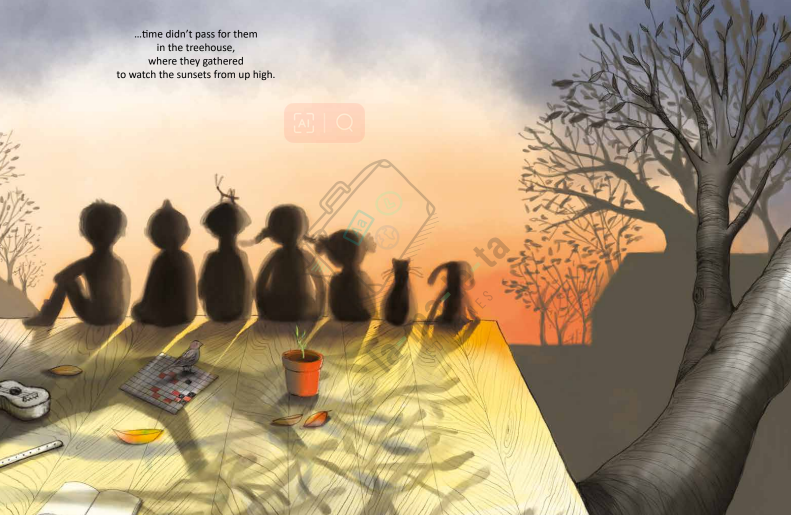 ...time didn't pass for them
in the treehouse,
where they gathered
to watch the sunsets from up high.